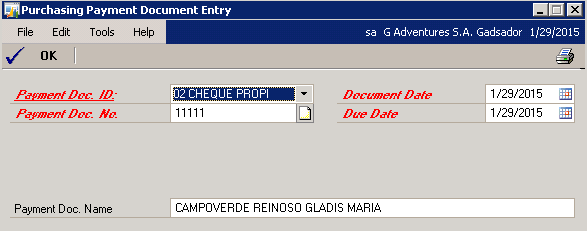 Purchasing Payment Document Entry
File Edit Tools Help sa G Adventures S.A. Gadsador 1/29/2015
OK
Payment Doc. ID: 02 CHEQUE PROPI Document Date 1/29/2015
Payment Doc. No. 11111 Due Date 1/29/2015
Payment Doc. Name CAMPOVERDE REINOSO GLADIS MARIA